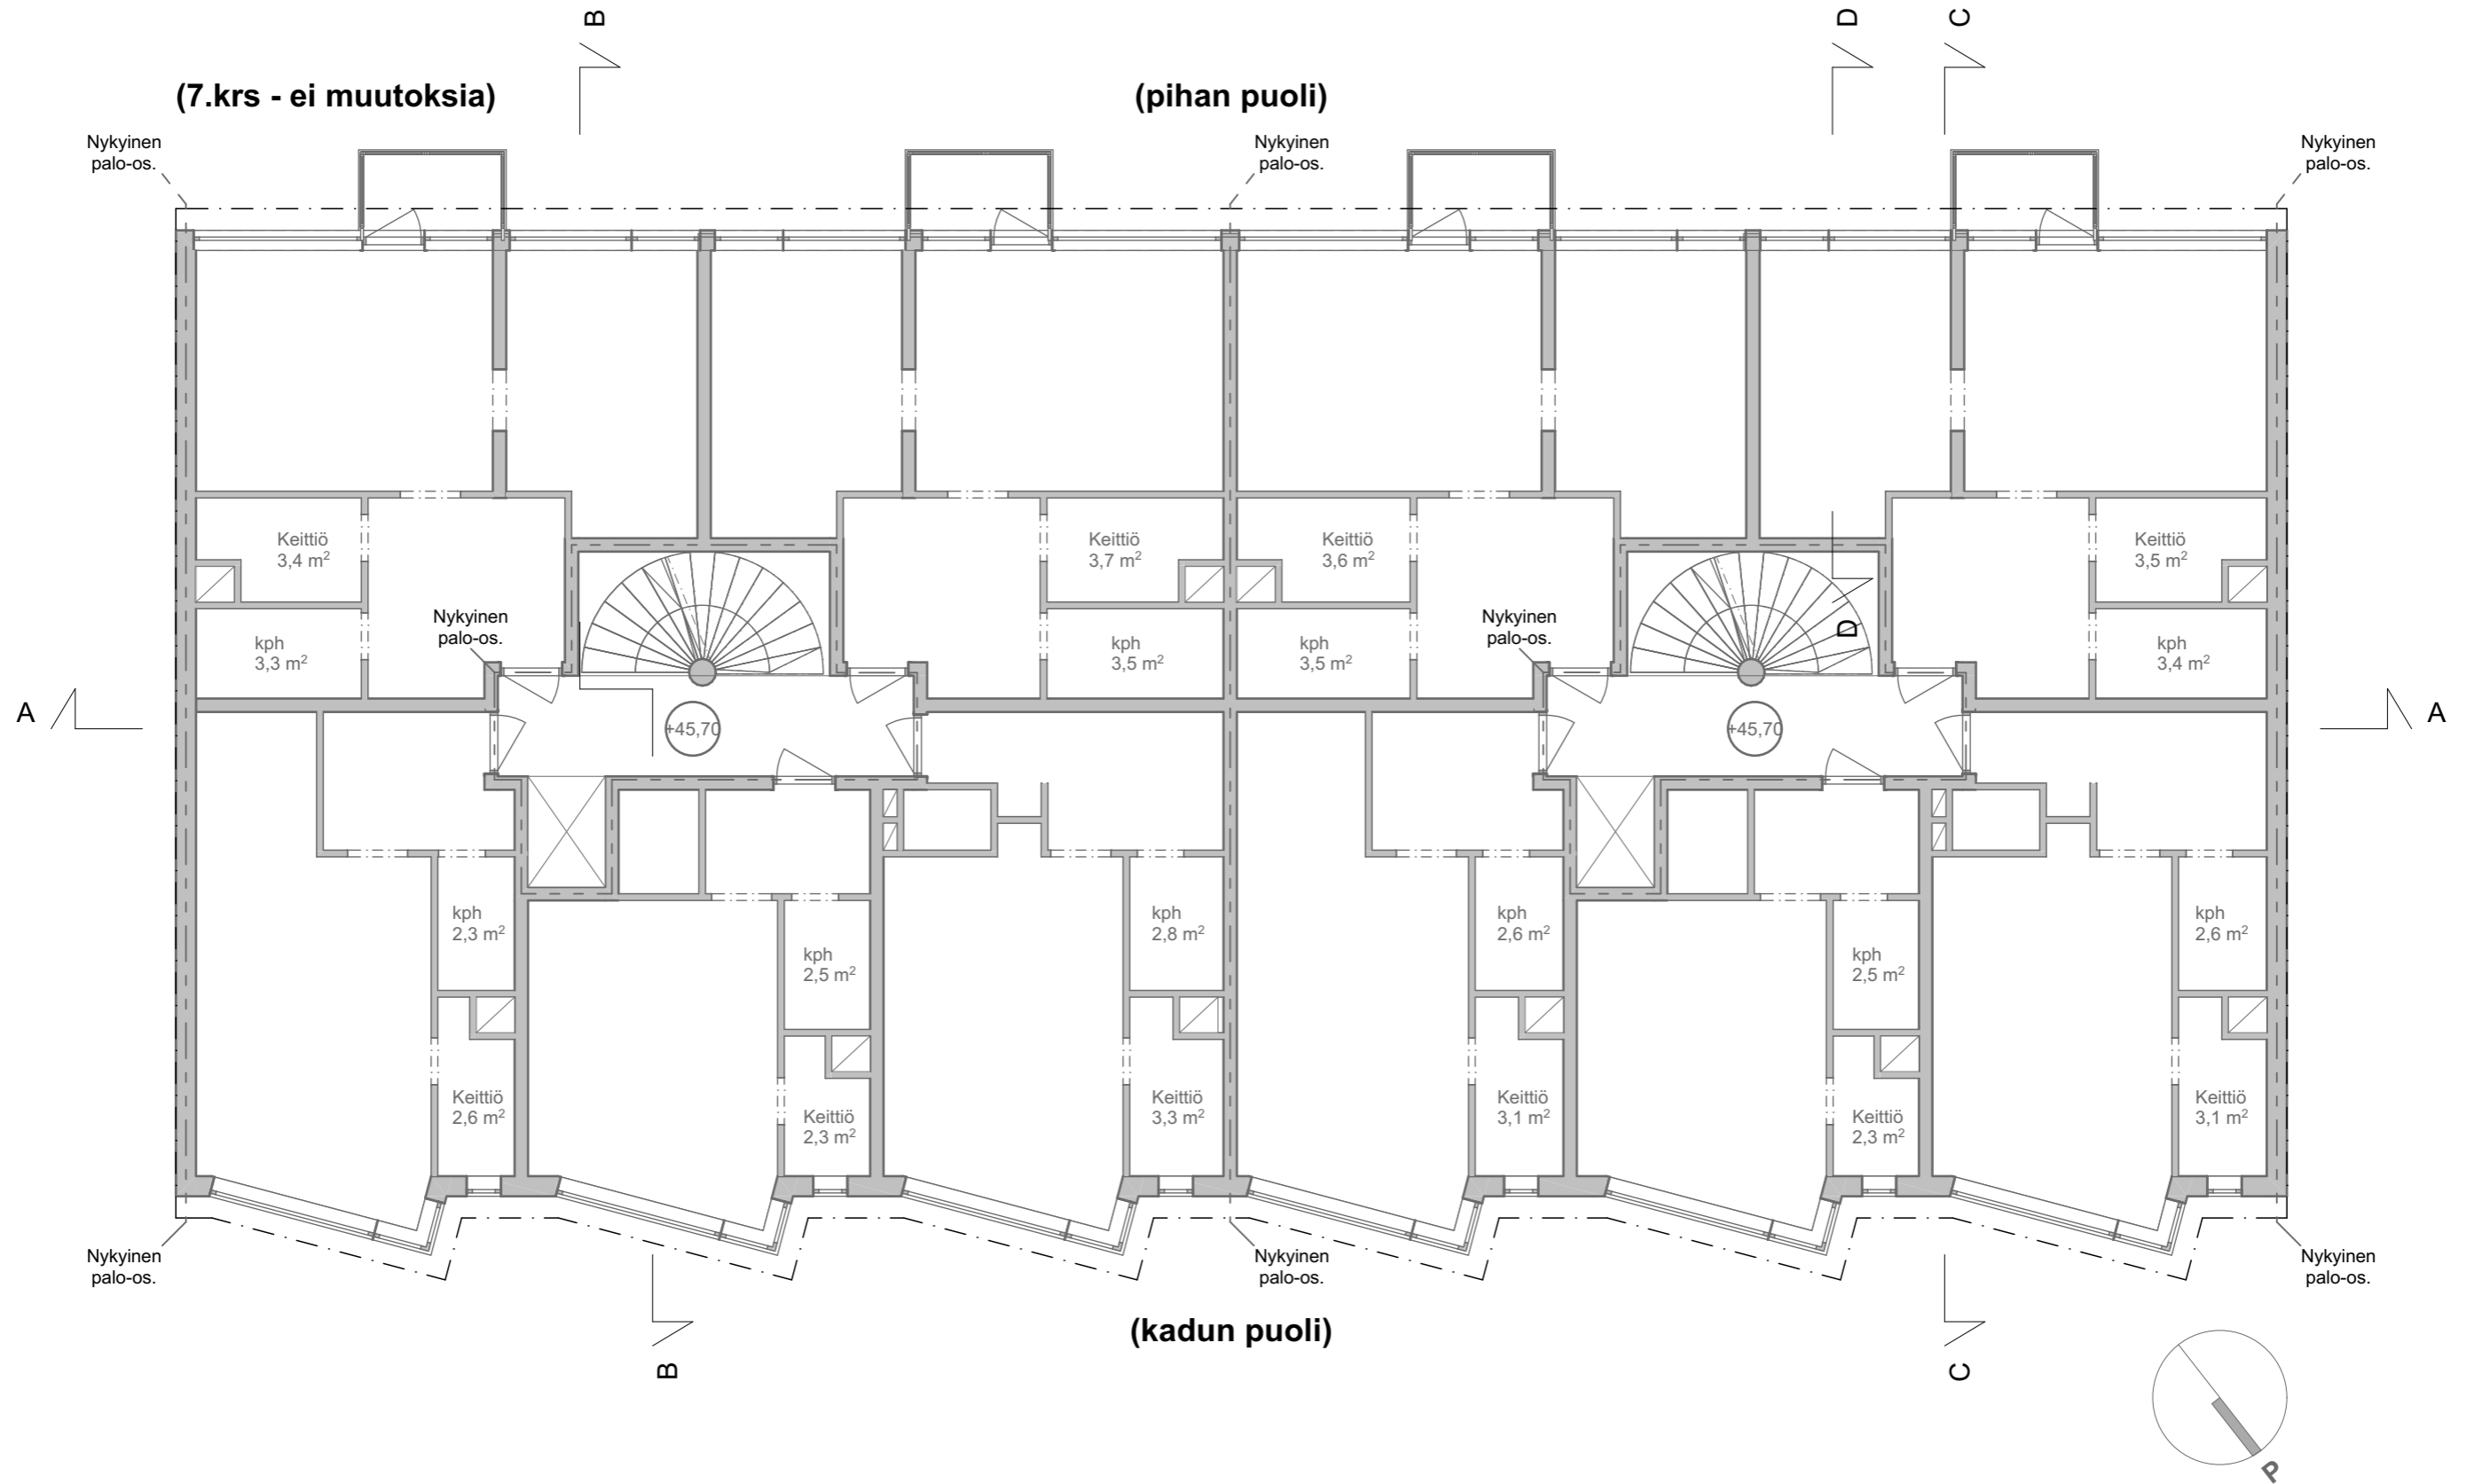 B
D
C
(7.krs - ei muutoksia)
(pihan puoli)
Nykyinen
palo-os.
Nykyinen
palo-os.
Nykyinen
palo-os.
Keittiö
3,4 m²
Keittiö
3,7 m²
Keittiö
3,6 m²
Keittiö
3,5 m²
Nykyinen
palo-os.
Nykyinen
palo-os.
D
kph
3,3 m²
kph
3,5 m²
kph
3,5 m²
kph
3,4 m²
A
+45,70
+45,70
A
kph
2,3 m²
kph
2,8 m²
kph
2,6 m²
kph
2,6 m²
kph
2,5 m²
kph
2,5 m²
Keittiö
2,6 m²
Keittiö
3,3 m²
Keittiö
3,1 m²
Keittiö
3,1 m²
Keittiö
2,3 m²
Keittiö
2,3 m²
Nykyinen
palo-os.
Nykyinen
palo-os.
Nykyinen
palo-os.
(kadun puoli)
B
C
P